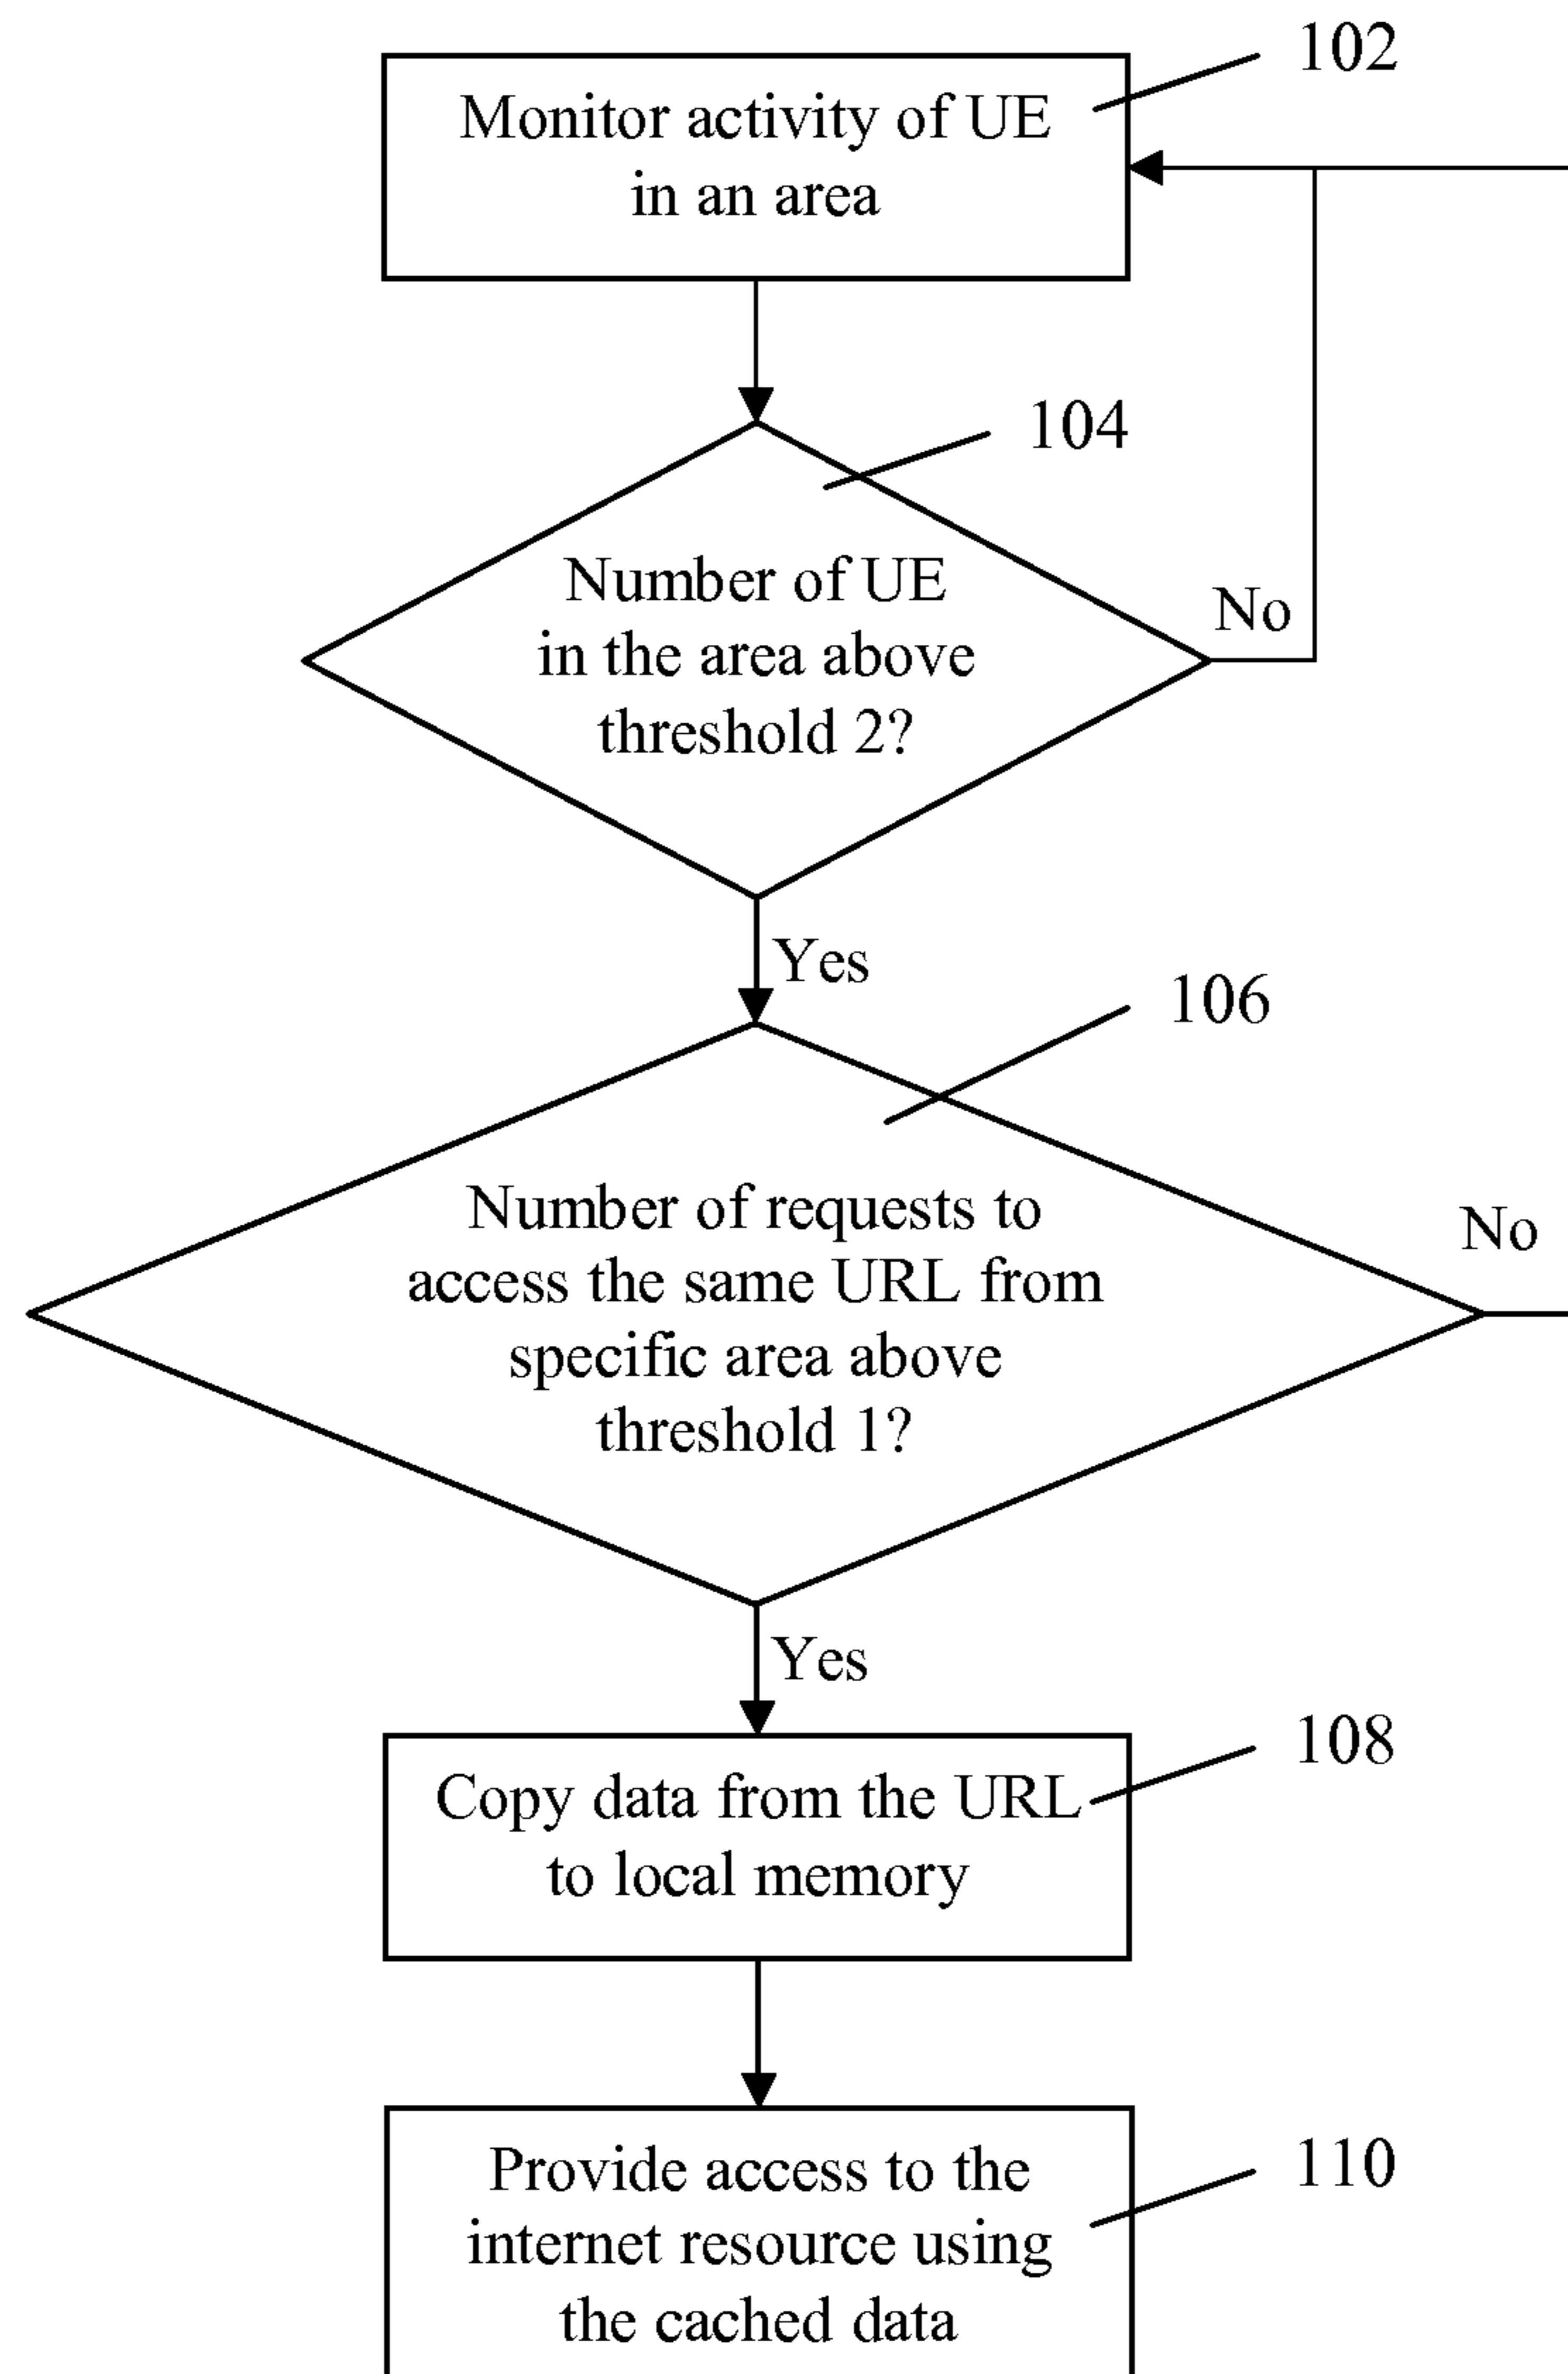 102
Monitor activity of UE
in an area
104
Number of UE
in the area above
threshold 2?
No
Yes
106
Number of requests to
access the same URL from
specific area above
threshold 1?
No
Yes
108
Copy data from the URL
to local memory
110
Provide access to the
internet resource using
the cached data